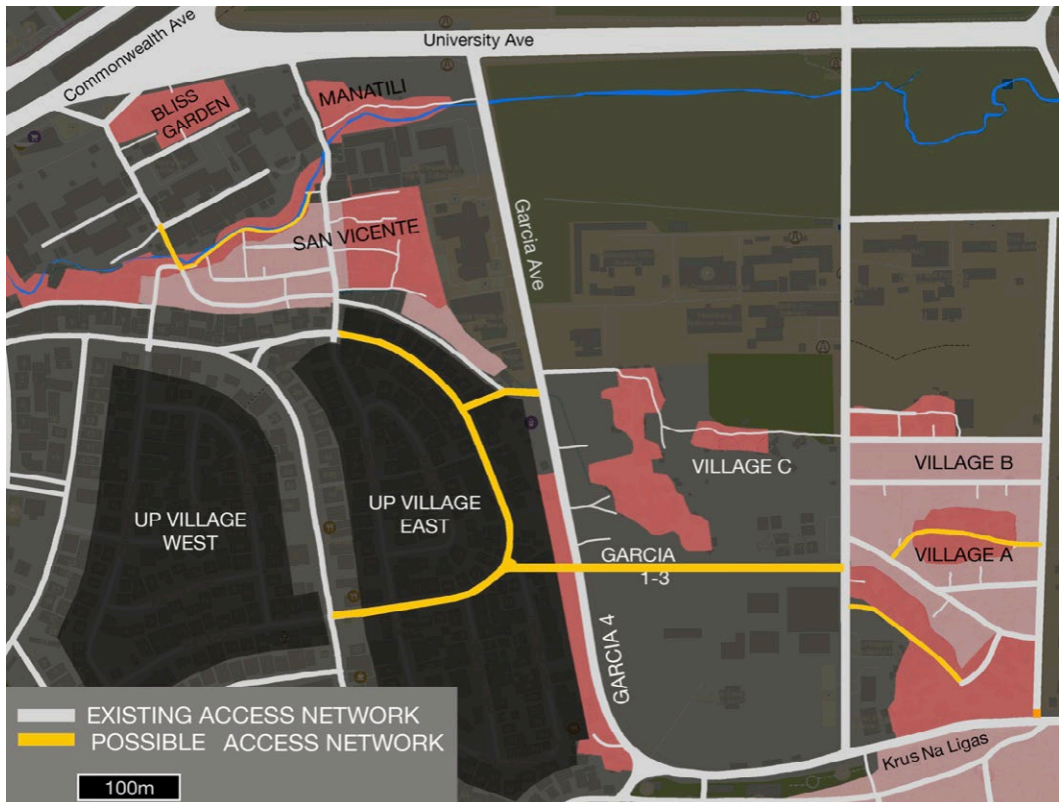 Commonwealth Ave
University Ave
BLISS
GARDEN
MANATILI
SAN VICENTE
Garcia Ave
VILLAGE C
VILLAGE B
UP VILLAGE
WEST
UP VILLAGE
EAST
VILLAGE A
GARCIA
1-3
GARCIA 4
Krus Na Ligas
EXISTING ACCESS NETWORK
POSSIBLE ACCESS NETWORK
100m